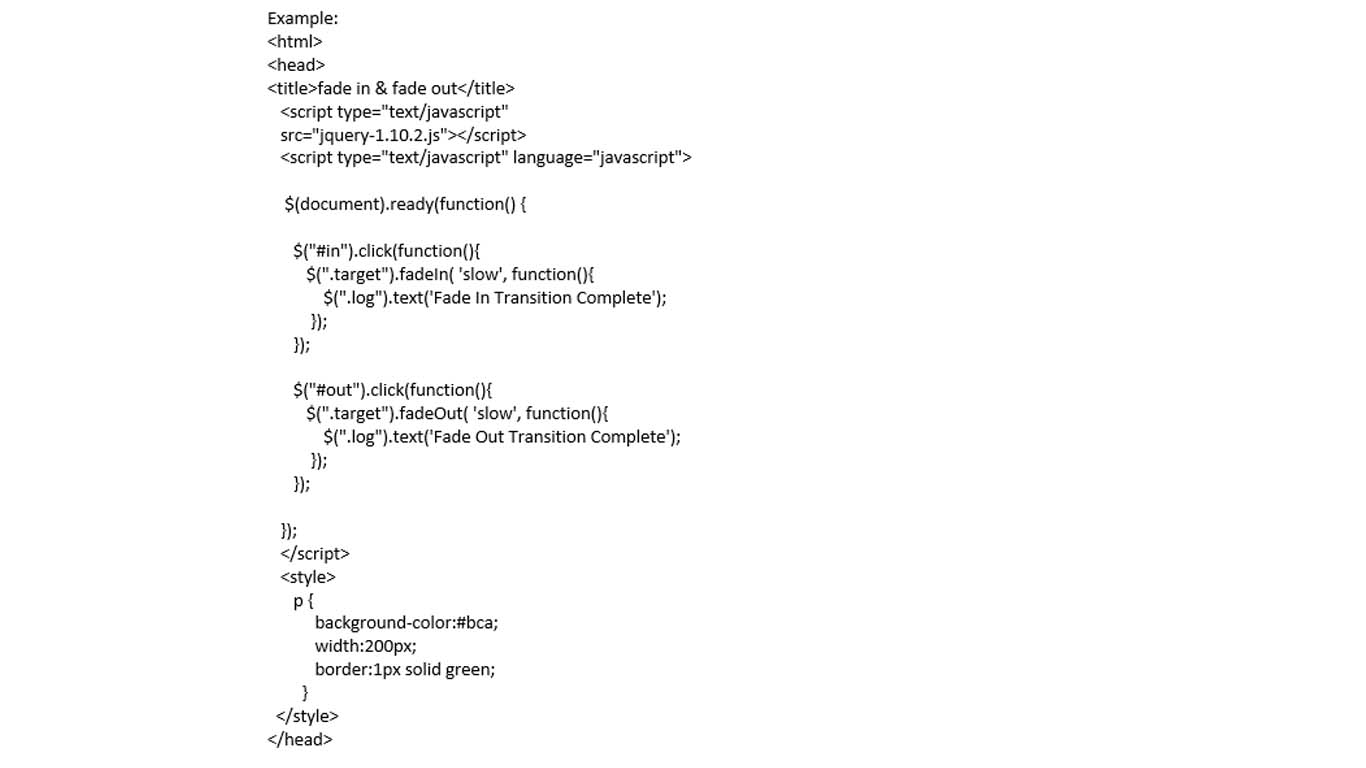 Example:
<html>
<head>
<title>fade in & fade out</title>
<script type="text/javascript"
src="jquery-1.10.2.js"></script>
<script type="text/javascript" language="javascript">
$(document).ready(function() {
$("#in").click(function(){
$(".target").fadeIn( 'slow', function(){
$(".log").text('Fade In Transition Complete');
});
});
$("#out").click(function(){
$(".target").fadeOut( 'slow', function(){
$(".log").text('Fade Out Transition Complete');
});
});
});
</script>
<style>
p {
background-color:#bca;
width:200px;
border:1px solid green;
}
</style>
</head>